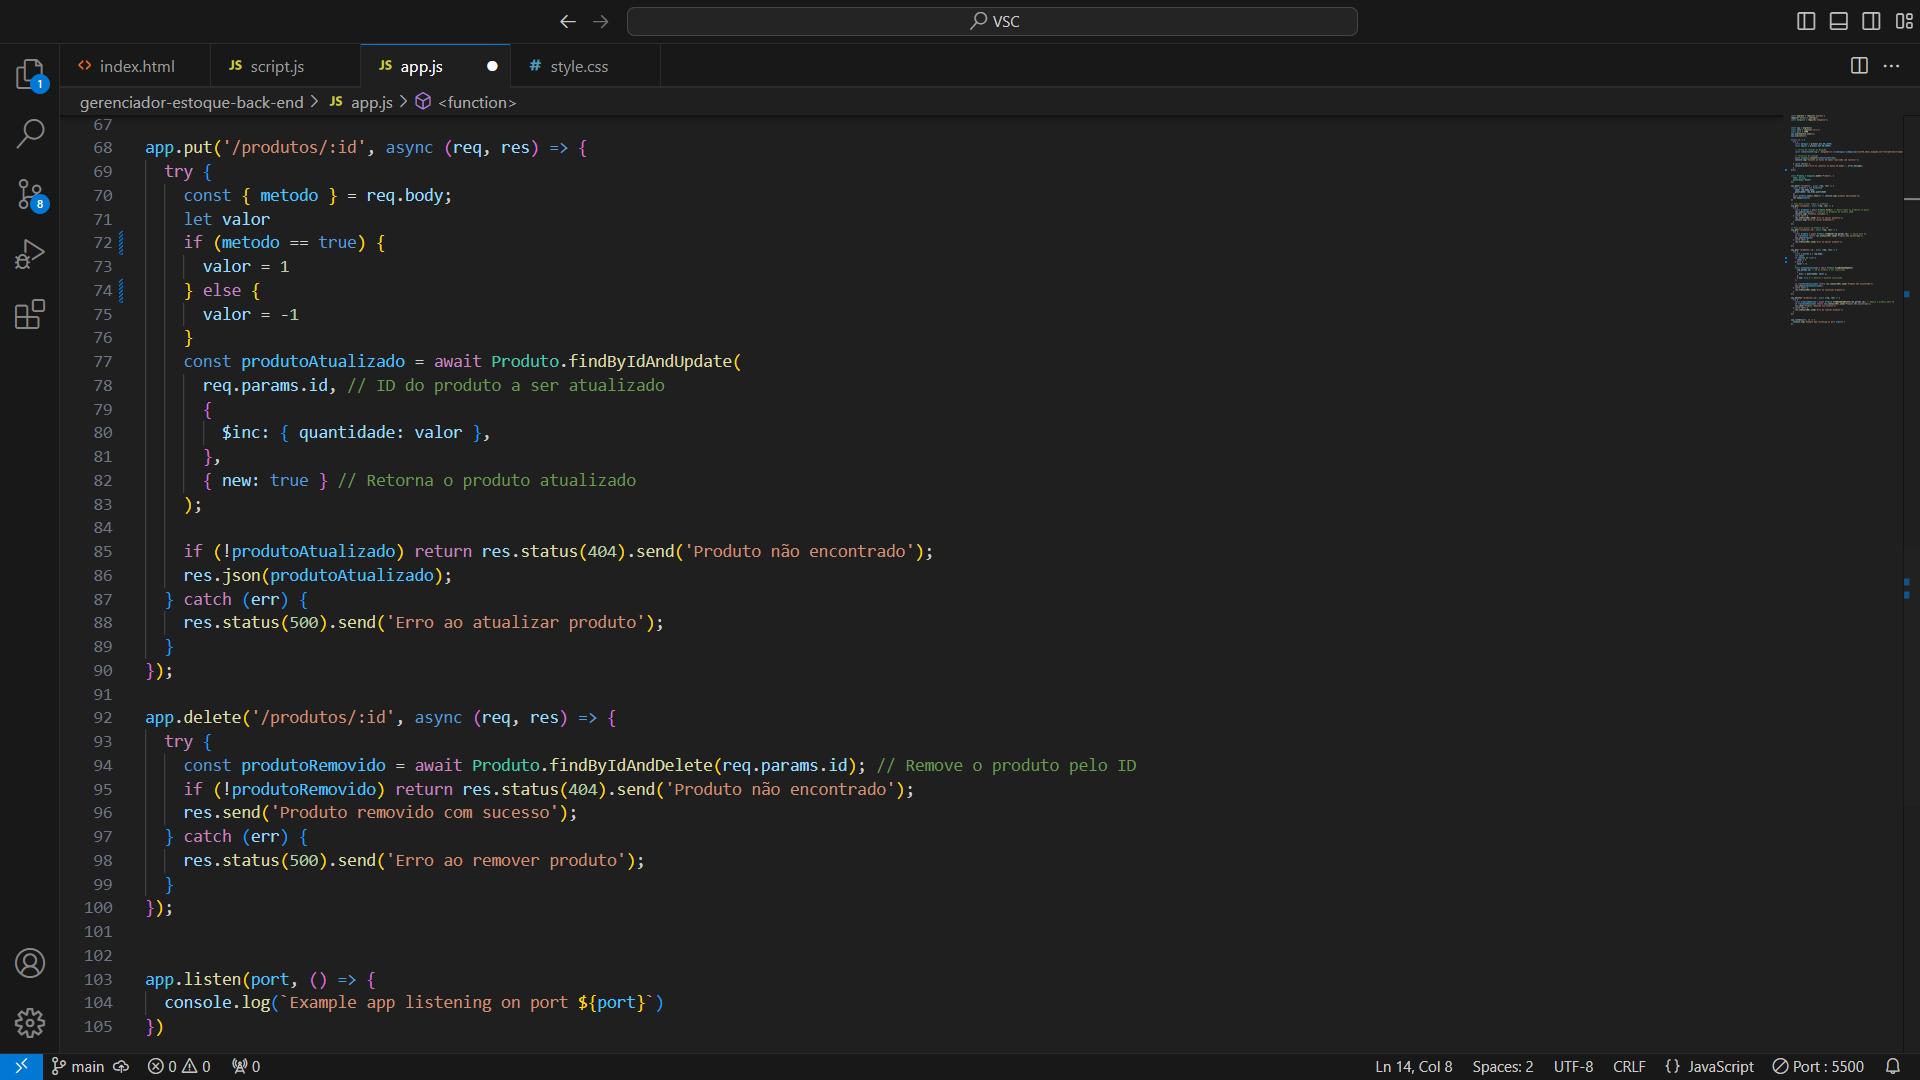 VSC
index.html
JS script.js
JS app.js
# style.css
1
gerenciador-estoque-back-end > JS app.js > <function>
8
67
68 app.put('/produtos/:id', async (req, res) => {
69 try {
70 const { metodo } = req.body;
71 let valor
72 if (metodo == true) {
73 valor = 1
74 } else {
75 valor = -1
76 }
77 const produtoAtualizado = await Produto.findByIdAndUpdate(
78 req.params.id, // ID do produto a ser atualizado
79 {
80 $inc: { quantidade: valor },
81 },
82 { new: true } // Retorna o produto atualizado
83 );
84
85 if (!produtoAtualizado) return res.status(404).send('Produto não encontrado');
86 res.json(produtoAtualizado);
87 } catch (err) {
88 res.status(500).send('Erro ao atualizar produto');
89 }
90 });
91
92 app.delete('/produtos/:id', async (req, res) => {
93 try {
94 const produtoRemovido = await Produto.findByIdAndDelete(req.params.id); // Remove o produto pelo ID
95 if (!produtoRemovido) return res.status(404).send('Produto não encontrado');
96 res.send('Produto removido com sucesso');
97 } catch (err) {
98 res.status(500).send('Erro ao remover produto');
99 }
100 });
101
102
103 app.listen(port, () => {
104 console.log(`Example app listening on port ${port}`)
105 })
main 0 0 0 Ln 14, Col 8 Spaces: 2 UTF-8 CRLF {} JavaScript Port : 5500